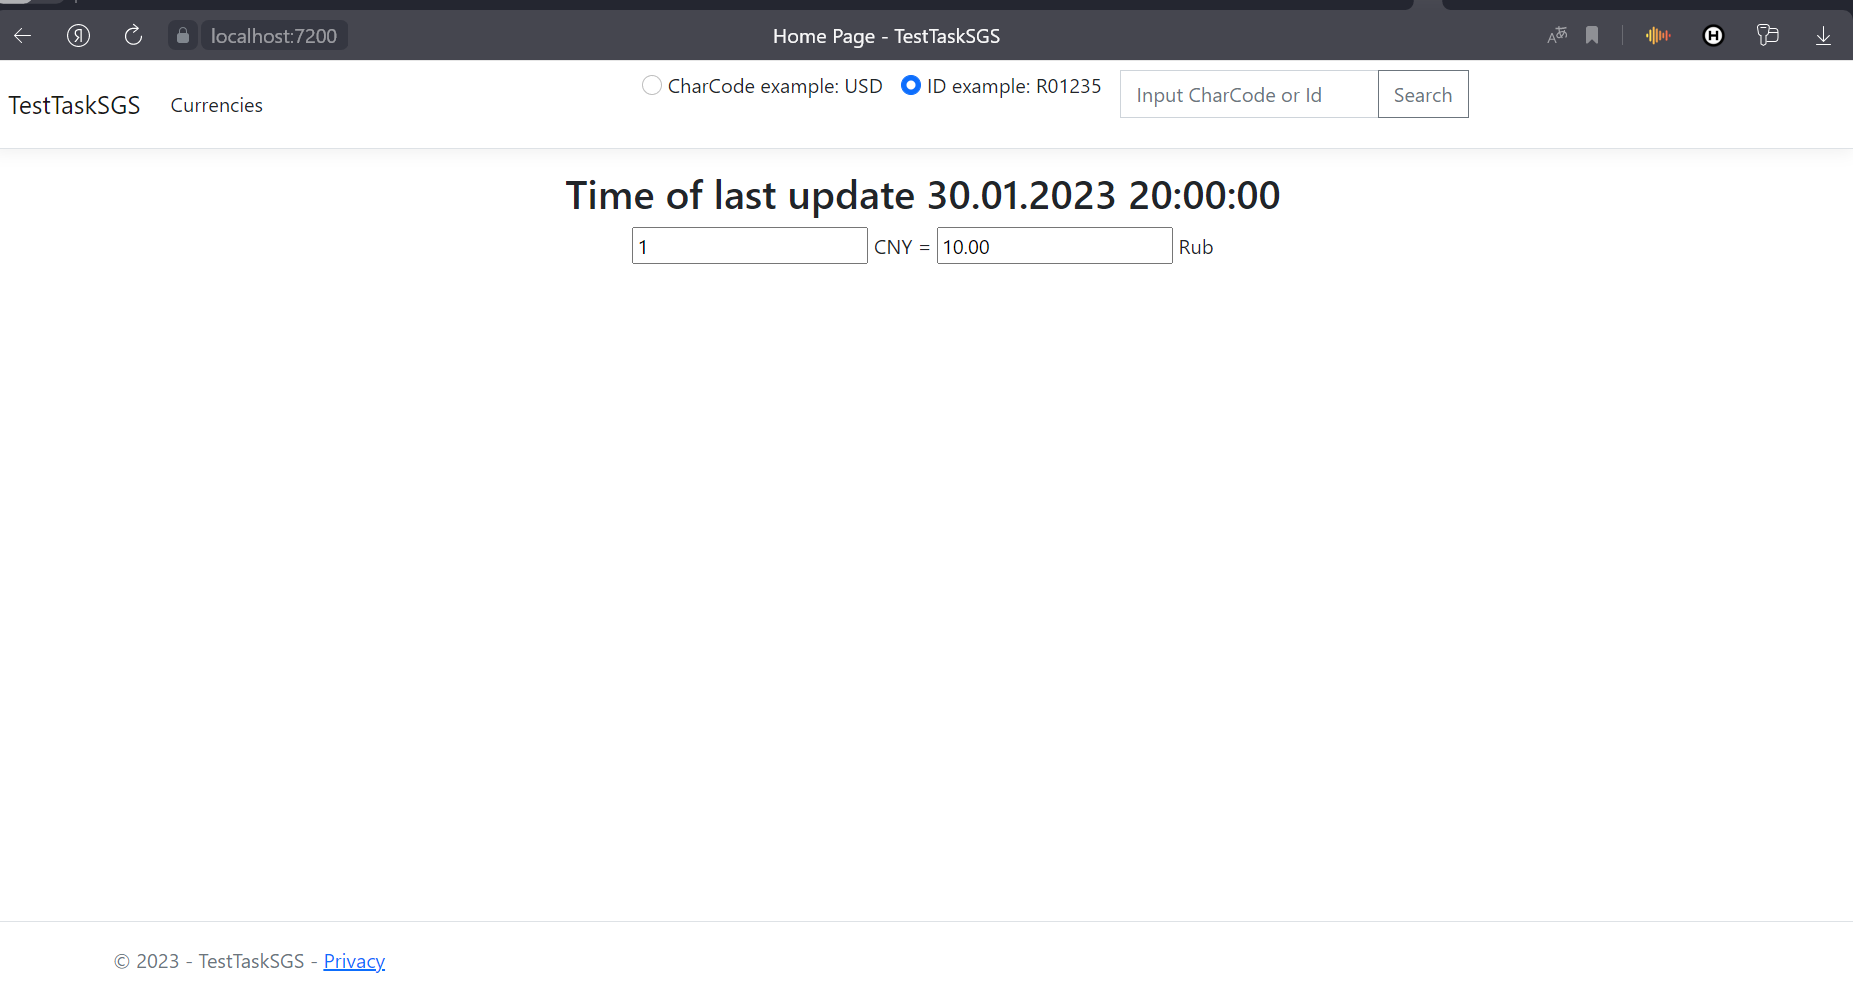 localhost:7200
Home Page - TestTaskSGS
TestTaskSGS
Currencies
CharCode example: USD
ID example: R01235
Input CharCode or Id
Search
Time of last update 30.01.2023 20:00:00
1 CNY = 10.00 Rub
© 2023 - TestTaskSGS - Privacy